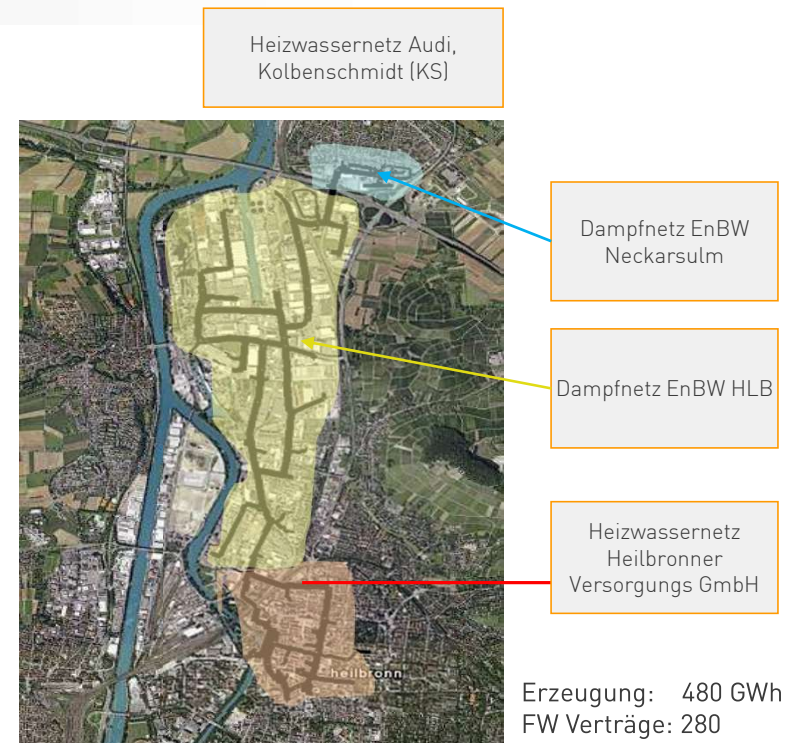 Heizwassernetz Audi,
Kolbenschmidt (KS)
Dampfnetz EnBW
Neckarsulm
Dampfnetz EnBW HLB
Heizwassernetz
Heilbronner
Versorgungs GmbH
heilbronn
Erzeugung: 480 GWh
FW Verträge: 280